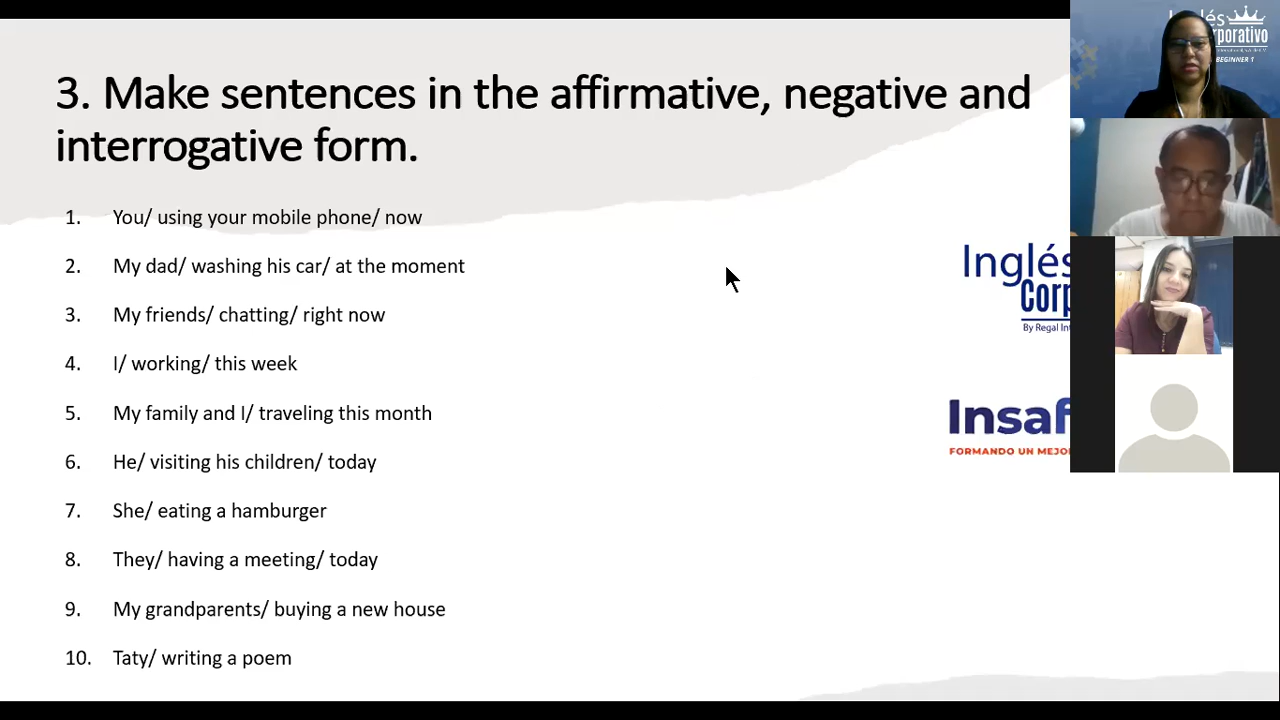 3. Make sentences in the affirmative, negative and
interrogative form.
1. You/ using your mobile phone/ now
2. My dad/ washing his car/ at the moment
3. My friends/ chatting/ right now
4. I/ working/ this week
5. My family and I/ traveling this month
6. He/ visiting his children/ today
7. She/ eating a hamburger
8. They/ having a meeting/ today
9. My grandparents/ buying a new house
10. Taty/ writing a poem
Inglés
Corp
By Regal Int
Insaf
FORMANDO UN MEJO
BEGINNER 1